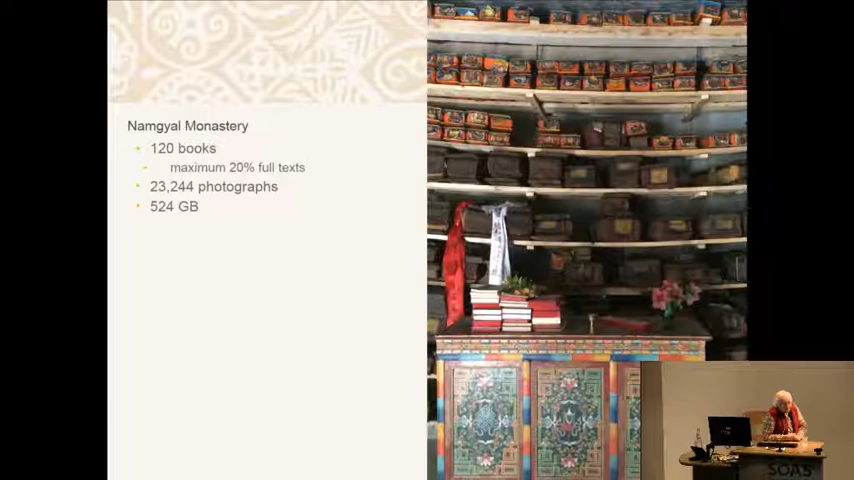 Namgyal Monastery
120 books
maximum 20% full texts
23,244 photographs
524 GB
SOAS